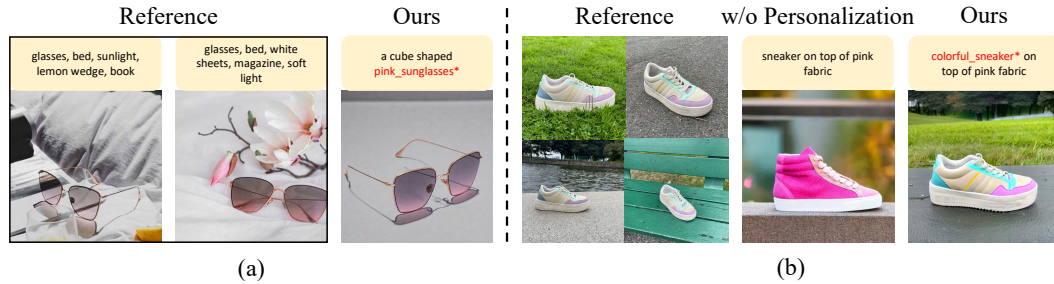 Reference
Ours
glasses, bed, sunlight,
lemon wedge, book
glasses, bed, white
sheets, magazine, soft
light
a cube shaped
pink_sunglasses*
(a)
Reference
w/o Personalization
Ours
sneaker on top of pink
fabric
colorful_sneaker* on
top of pink fabric
(b)